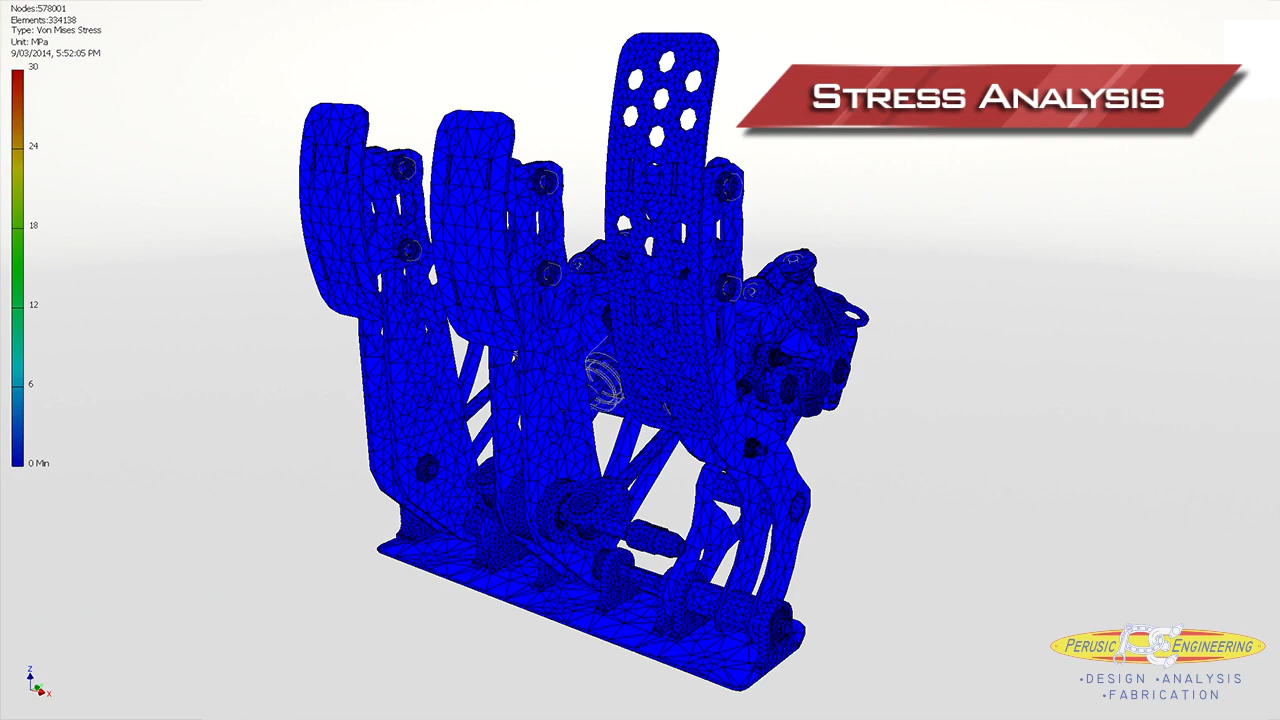 Nodes:578001
Elements:334138
Type: Von Mises Stress
Unit: MPa
9/03/2014, 5:52:05 PM
30
24
18
12
6
0 Min
STRESS ANALYSIS
Z
X
PERUSIC ENGINEERING
•DESIGN •ANALYSIS
•FABRICATION